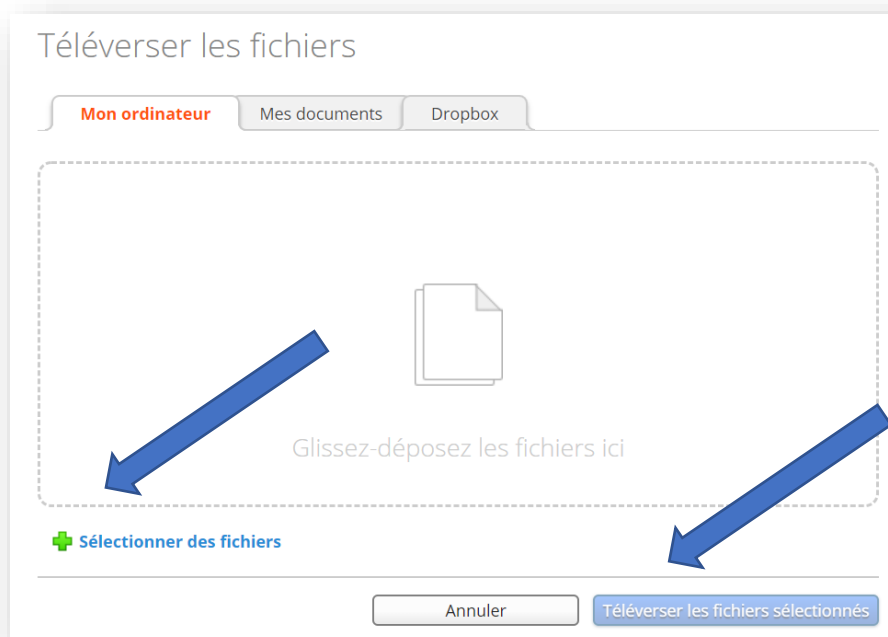 Téléverser les fichiers
Mon ordinateur Mes documents Dropbox
Glissez-déposez les fichiers ici
Sélectionner des fichiers
Annuler Téléverser les fichiers sélectionnés